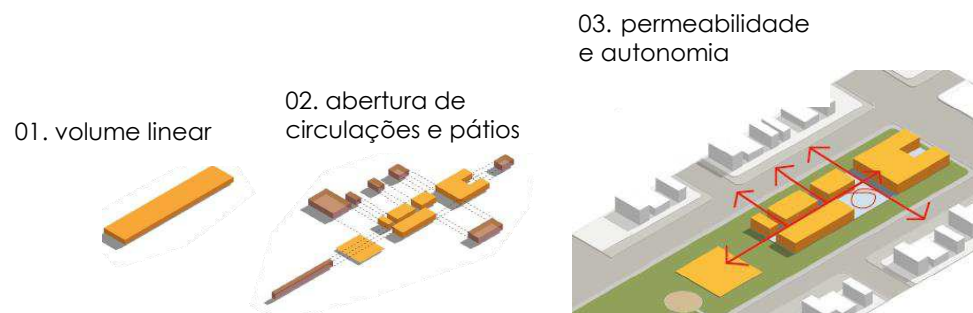 01. volume linear
02. abertura de
circulações e pátios
03. permeabilidade
e autonomia